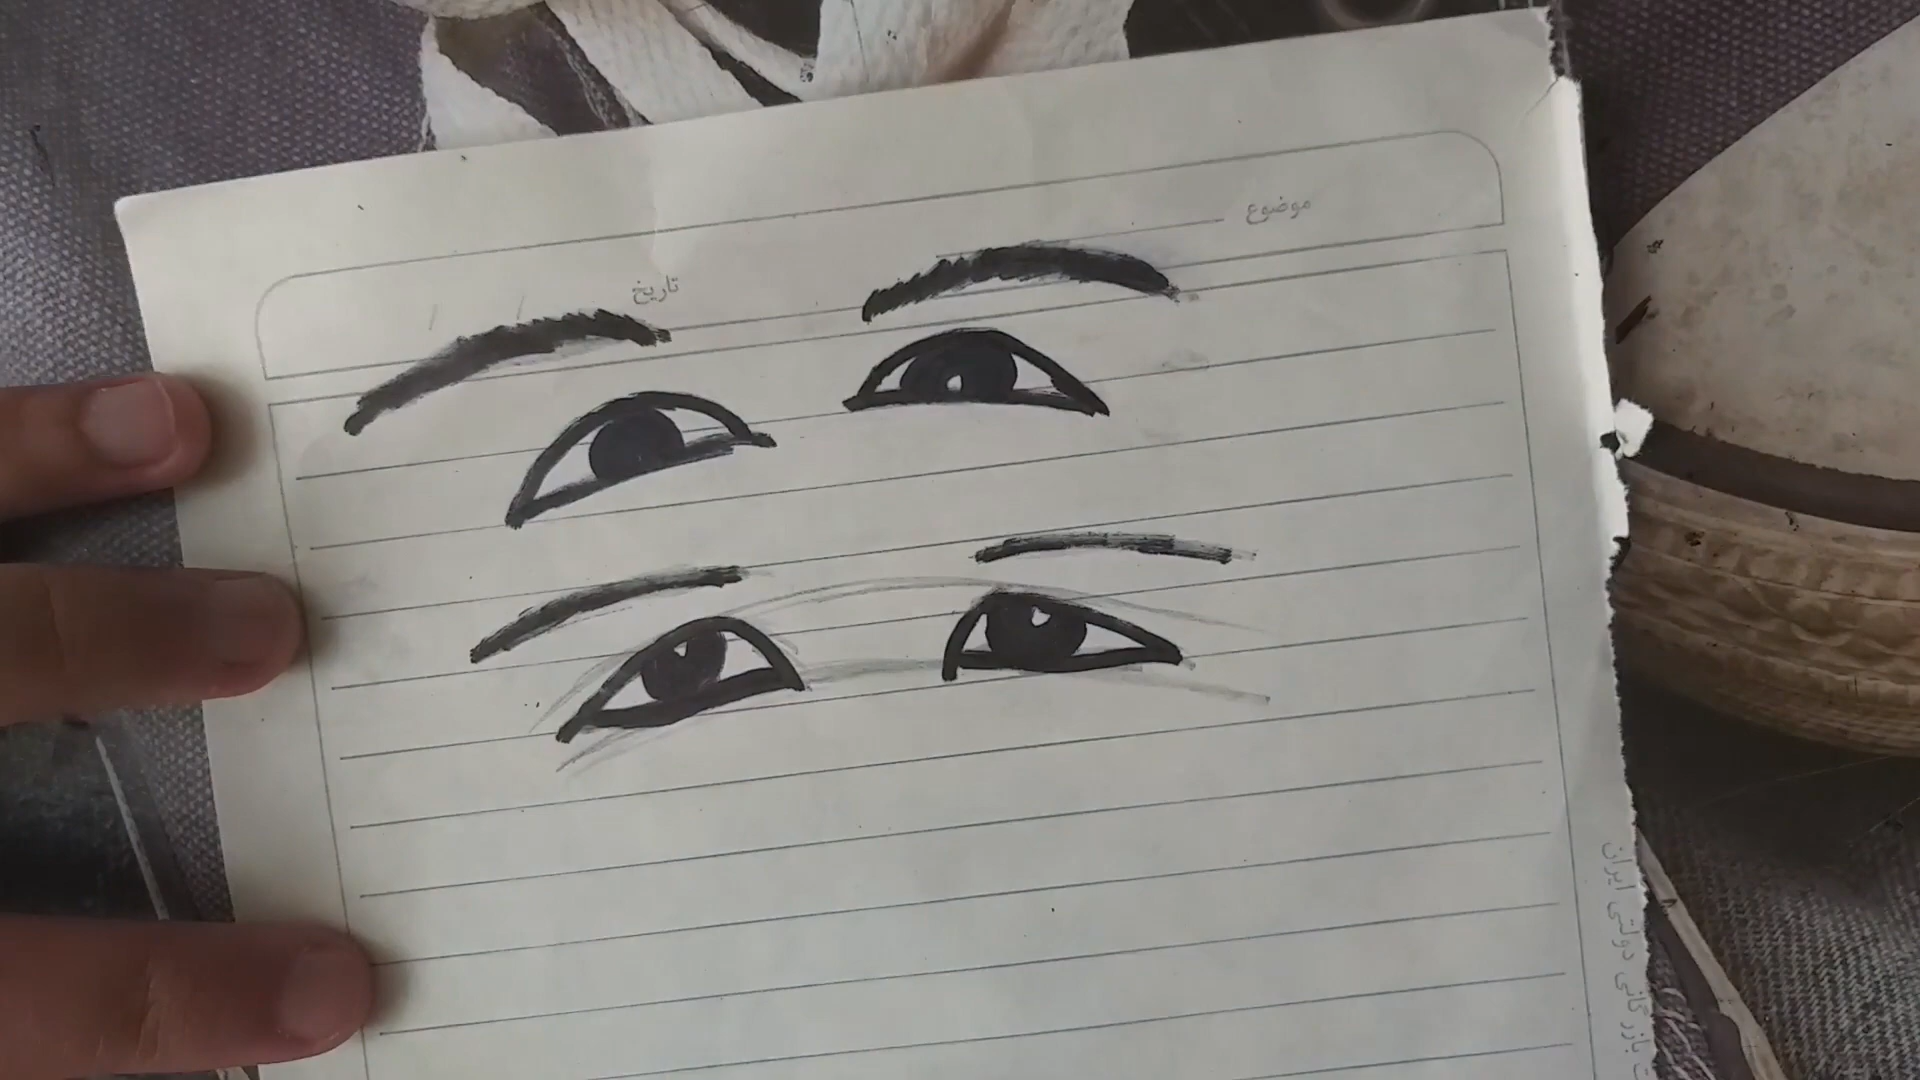 موضوع
تاریخ / /
بازرگانی دولتی ایران